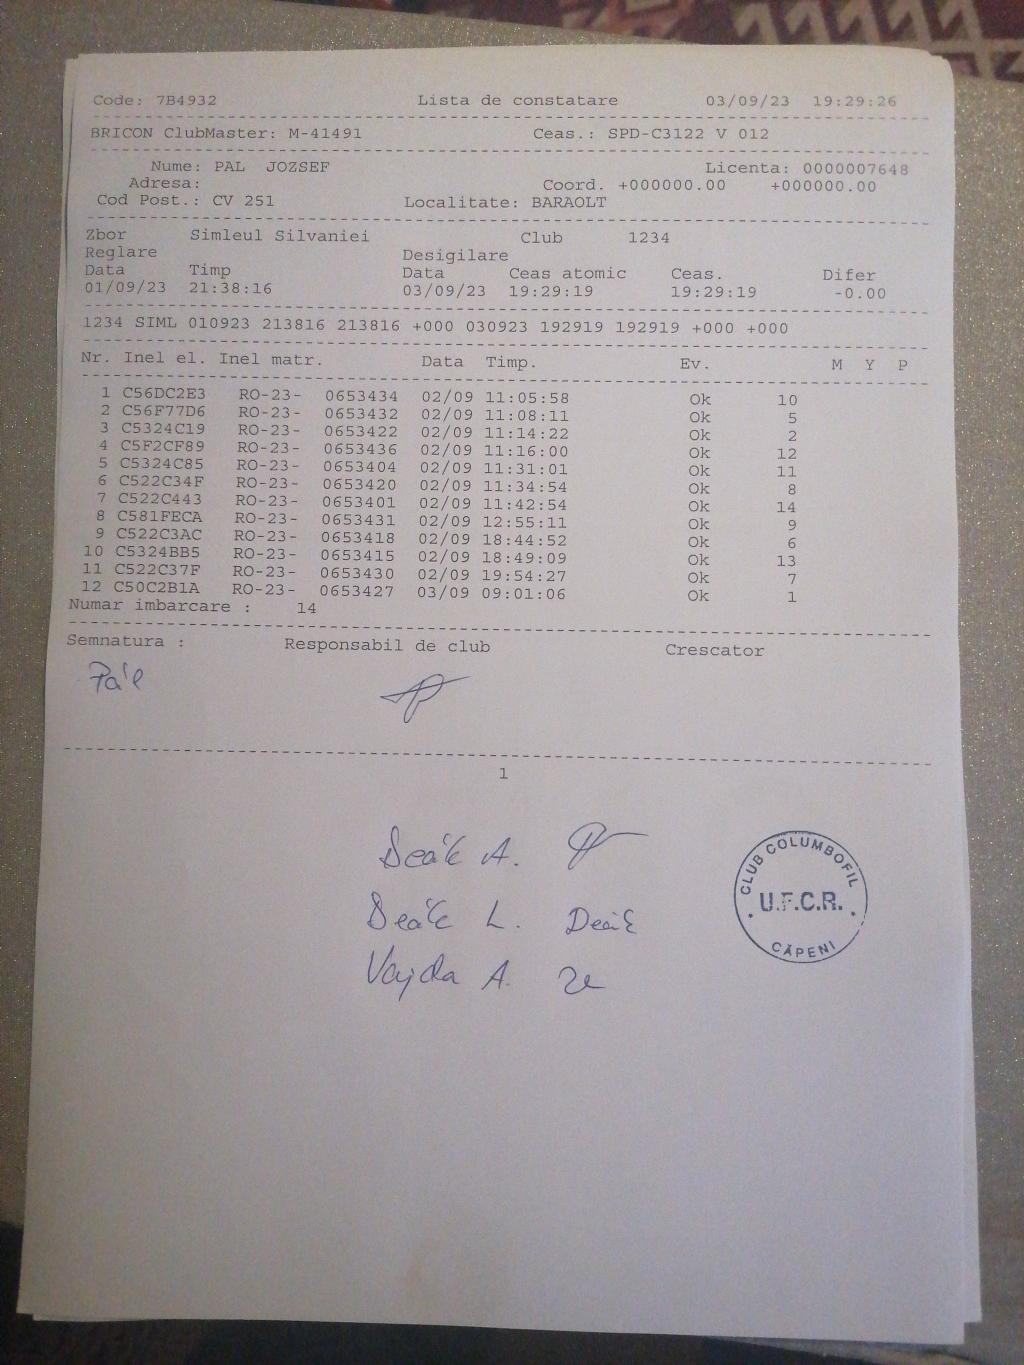 Code: 7B4932 Lista de constatare 03/09/23 19:29:26
BRICON ClubMaster: M-41491 Ceas.: SPD-C3122 V 012
Nume: PAL JOZSEF Licenta: 0000007648
Adresa: Coord. +000000.00 +000000.00
Cod Post.: CV 251 Localitate: BARAOLT
Zbor Simleul Silvaniei Club 1234
Reglare Desigilare
Data Timp Data Ceas atomic Ceas. Difer
01/09/23 21:38:16 03/09/23 19:29:19 19:29:19 -0.00
1234 SIML 010923 213816 213816 +000 030923 192919 192919 +000 +000
Nr. Inel el. Inel matr. Data Timp. Ev. M Y P
1 C56DC2E3 RO-23- 0653434 02/09 11:05:58 Ok 10
2 C56F77D6 RO-23- 0653432 02/09 11:08:11 Ok 5
3 C5324C19 RO-23- 0653422 02/09 11:14:22 Ok 2
4 C5F2CF89 RO-23- 0653436 02/09 11:16:00 Ok 12
5 C5324C85 RO-23- 0653404 02/09 11:31:01 Ok 11
6 C522C34F RO-23- 0653420 02/09 11:34:54 Ok 8
7 C522C443 RO-23- 0653401 02/09 11:42:54 Ok 14
8 C581FECA RO-23- 0653431 02/09 12:55:11 Ok 9
9 C522C3AC RO-23- 0653418 02/09 18:44:52 Ok 6
10 C5324BB5 RO-23- 0653415 02/09 18:49:09 Ok 13
11 C522C37F RO-23- 0653430 02/09 19:54:27 Ok 7
12 C50C2B1A RO-23- 0653427 03/09 09:01:06 Ok 1
Numar imbarcare : 14
Semnatura : Responsabil de club Crescator
Pál
1
Deák A.
Deák L. Deák
Vajda A.
CLUB COLUMBOFIL
U.F.C.R.
CĂPENI